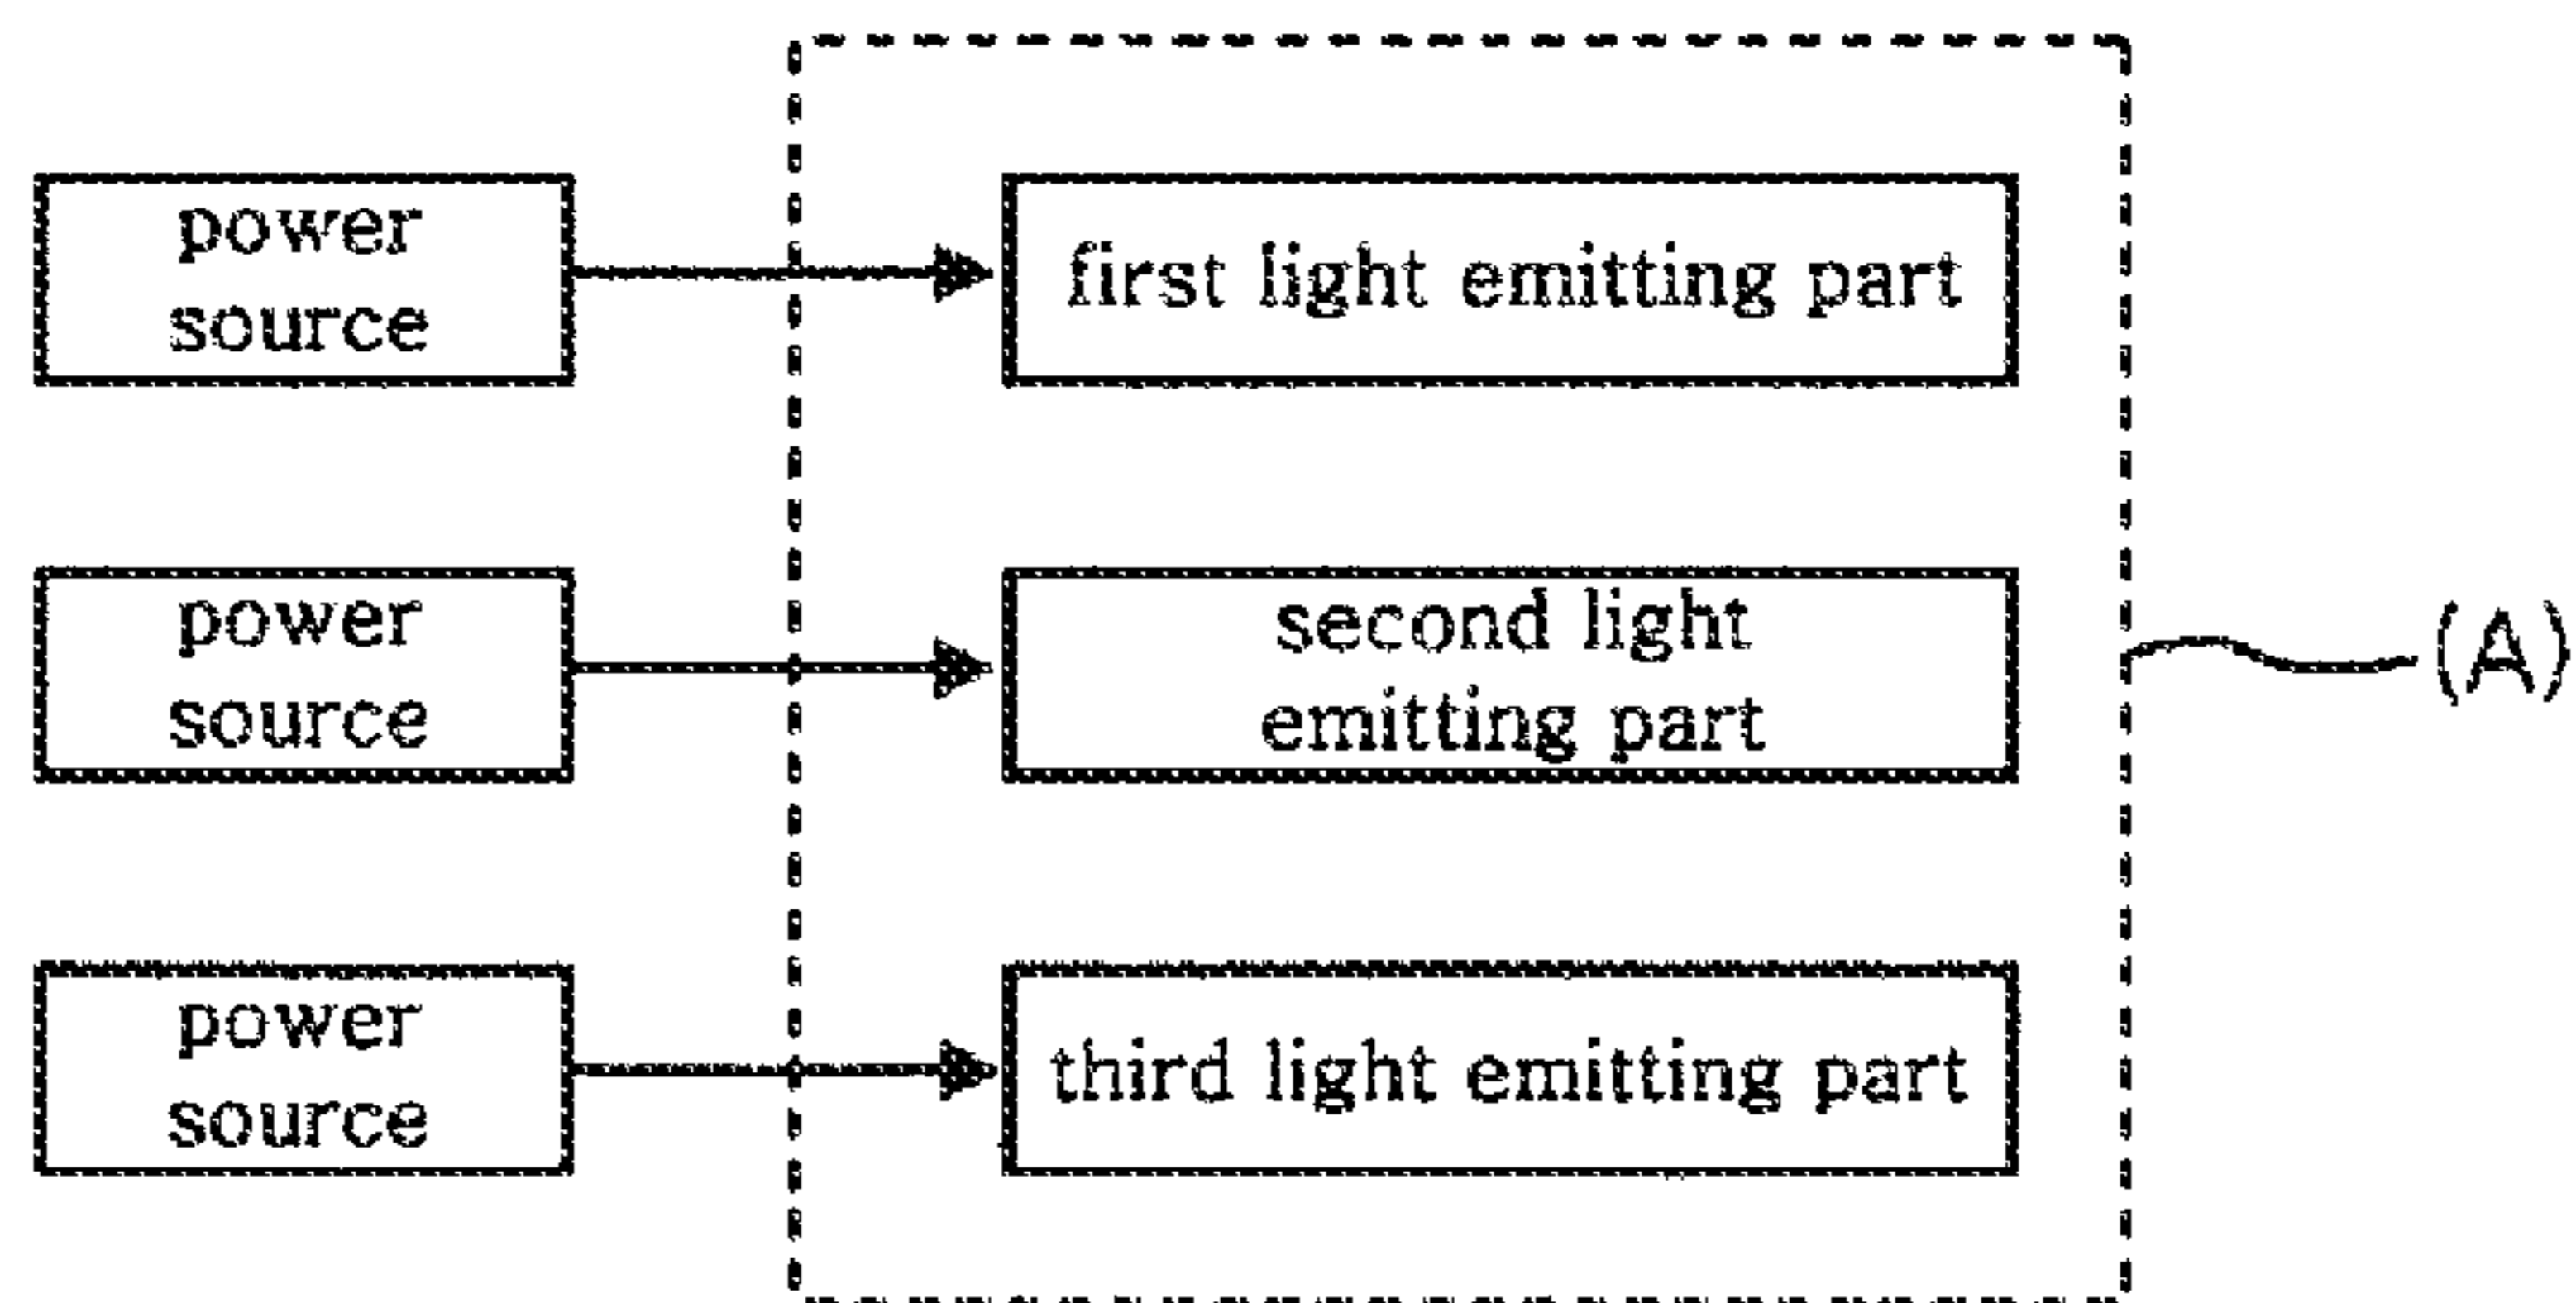 power
source
first light emitting part
power
source
second light
emitting part
(A)
power
source
third light emitting part